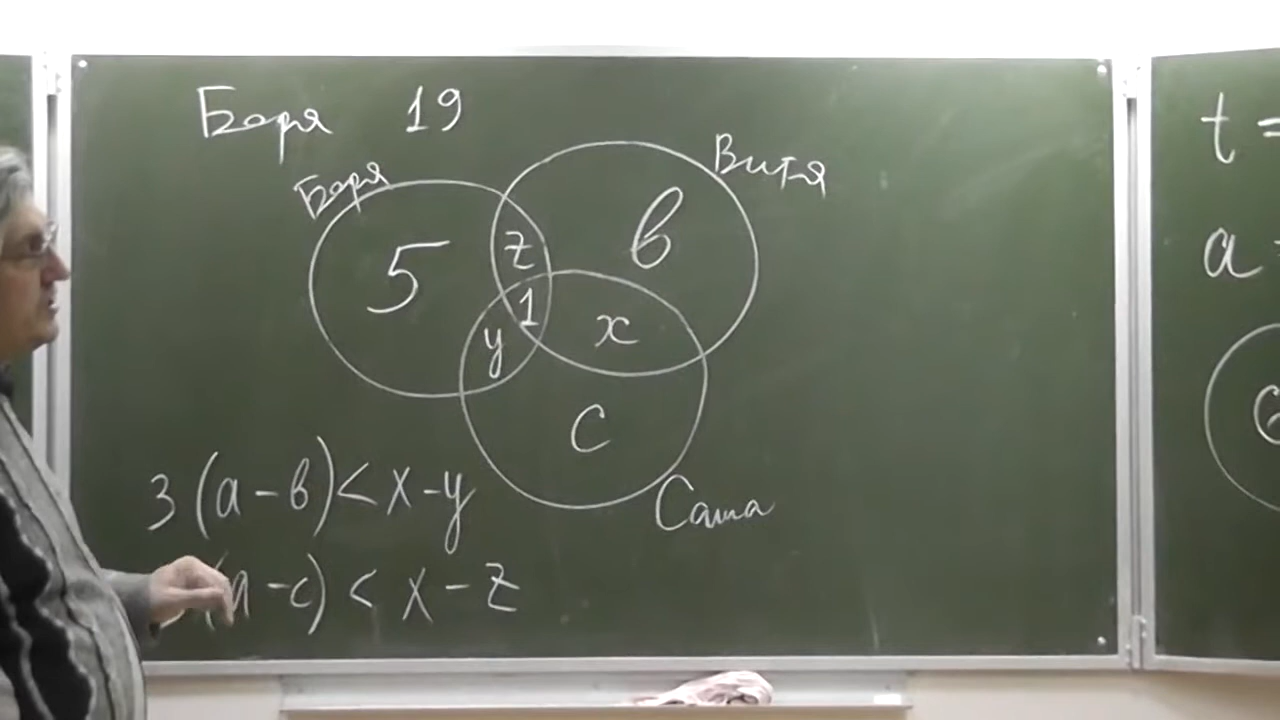 Боря 19
Боря
Витя
5
z
в
1
y
x
c
Саша
3(a-в)<x-y
(a-c)<x-z
t=
a=